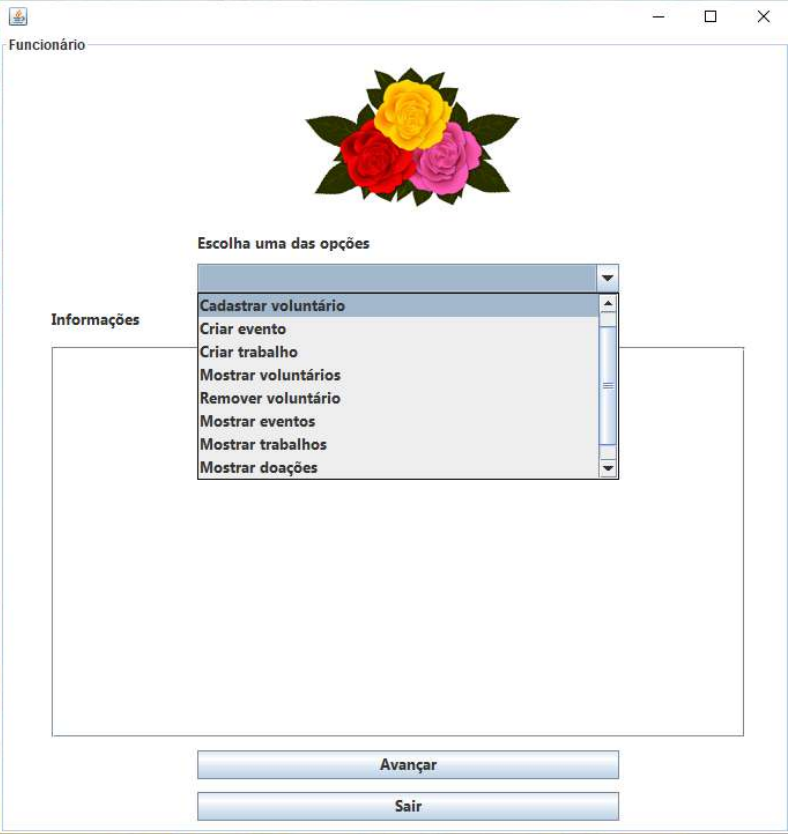 Funcionário
Escolha uma das opções
Informações
Cadastrar voluntário
Criar evento
Criar trabalho
Mostrar voluntários
Remover voluntário
Mostrar eventos
Mostrar trabalhos
Mostrar doações
Avançar
Sair